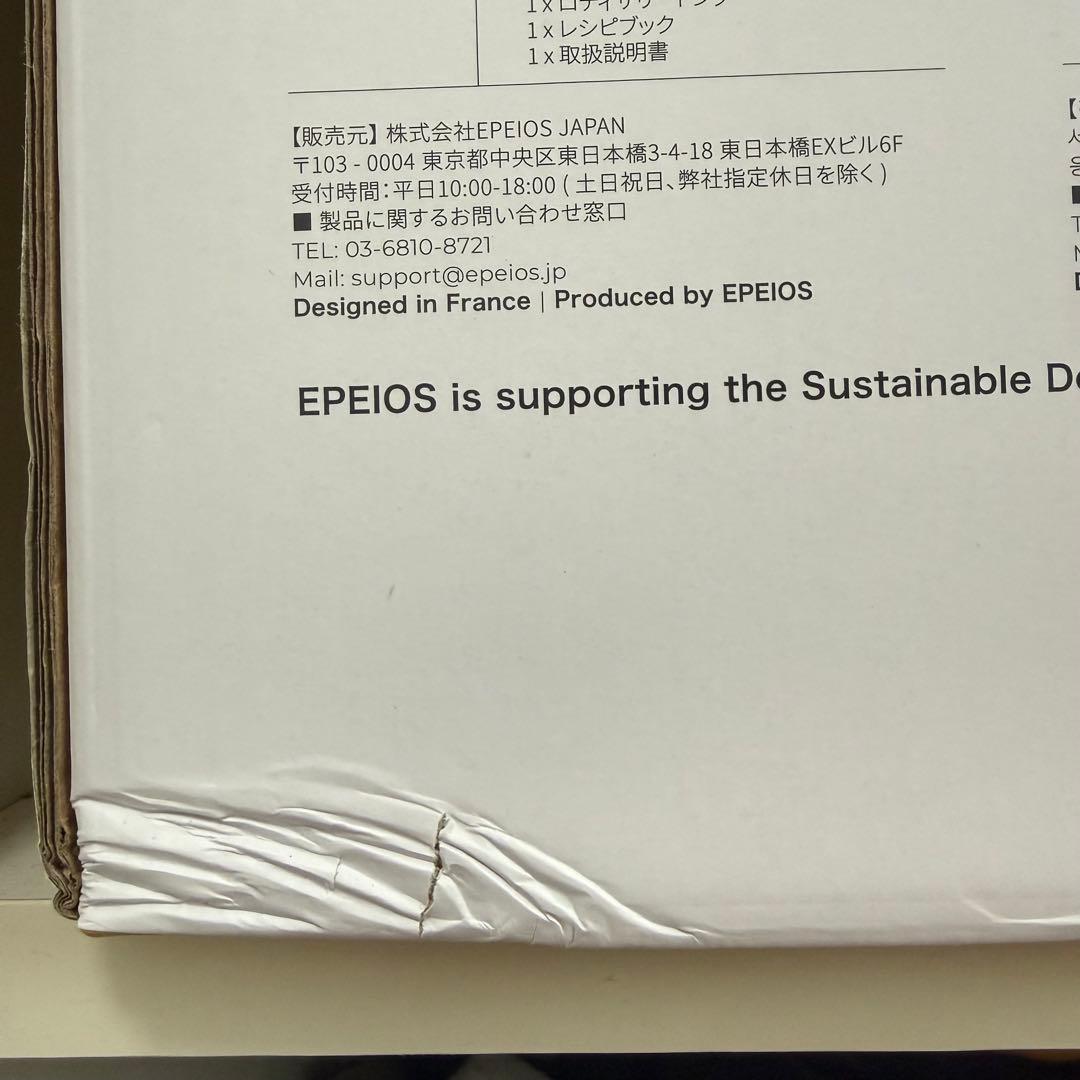 1 x レシピブック
1 x 取扱説明書
【販売元】 株式会社EPEIOS JAPAN
〒103 - 0004 東京都中央区東日本橋3-4-18 東日本橋EXビル6F
受付時間：平日10:00-18:00 ( 土日祝日、弊社指定休日を除く )
■ 製品に関するお問い合わせ窓口
TEL: 03-6810-8721
Mail: support@epeios.jp
Designed in France | Produced by EPEIOS
EPEIOS is supporting the Sustainable